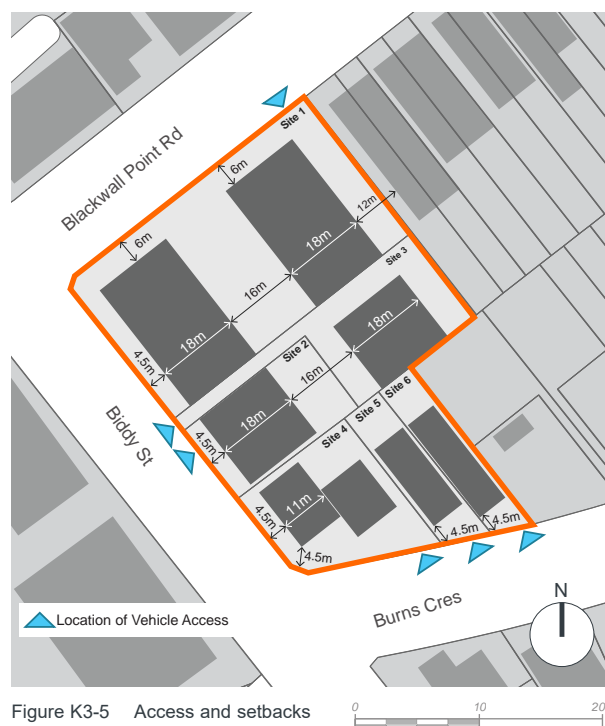 Blackwall Point Rd
Site 1
6m
6m
12m
18m
16m
18m
4.5m
Site 3
Site 2
18m
16m
18m
4.5m
Biddy St
Site 6
Site 5
Site 4
11m
4.5m
4.5m
4.5m
4.5m
Burns Cres
N
Location of Vehicle Access
Figure K3-5 Access and setbacks
0 10 20